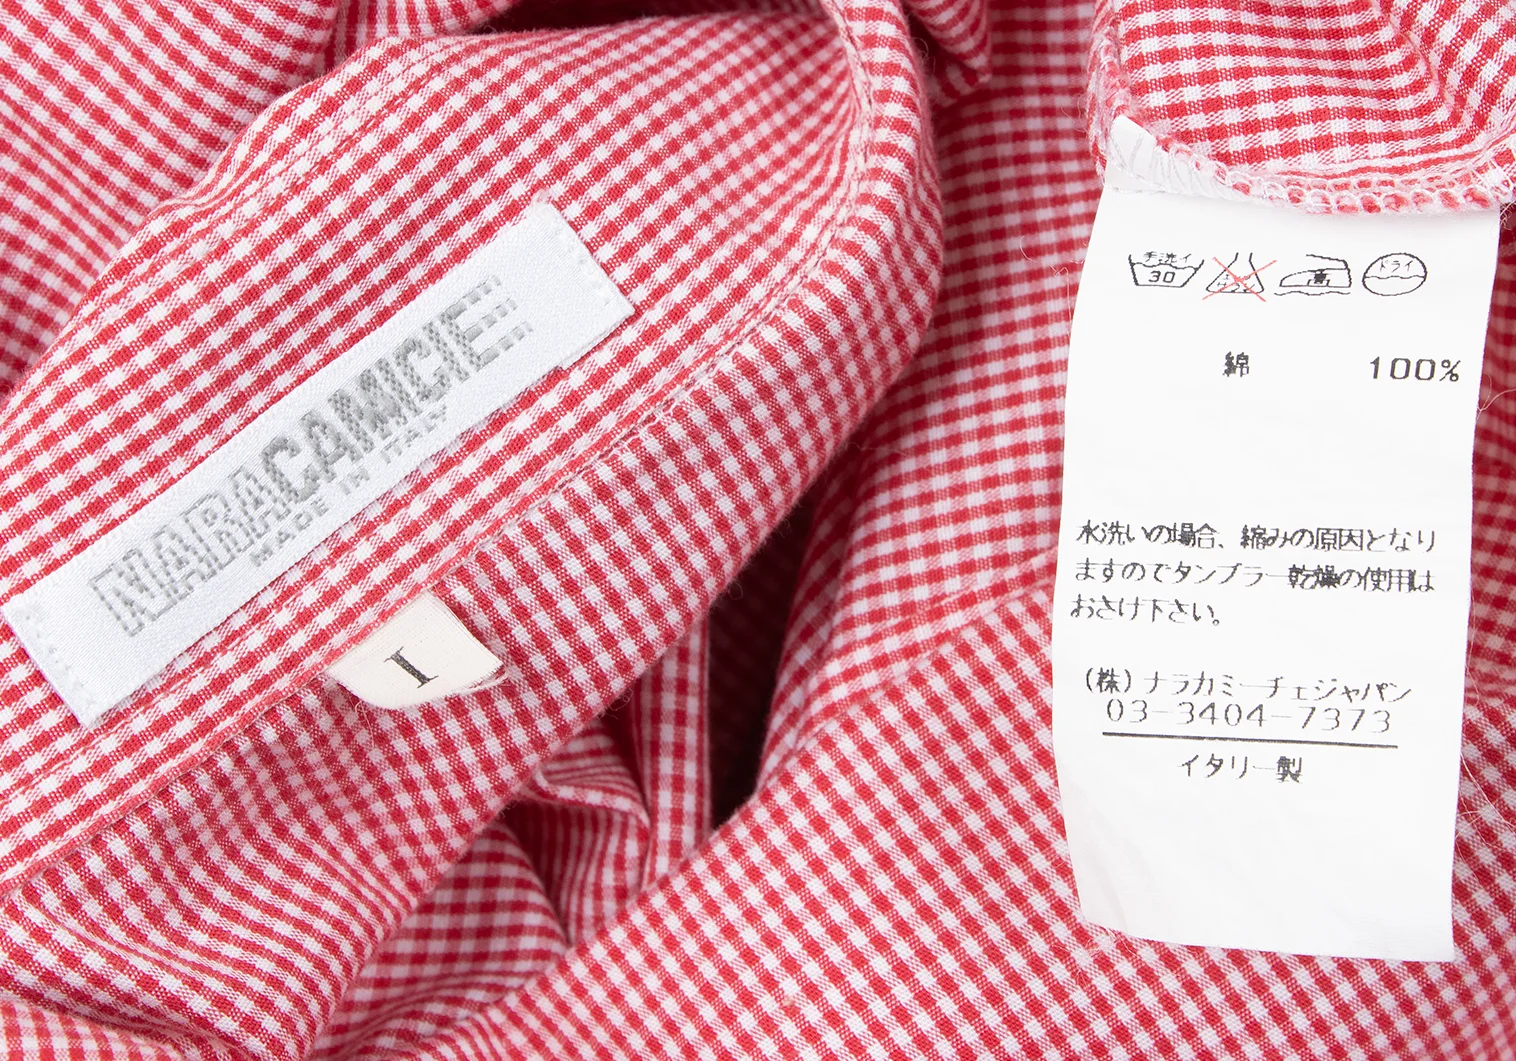 NARACAMICIE
MADE IN ITALY
I
手洗イ
30
高
ドライ
綿 100%
水洗いの場合、縮みの原因となり
ますのでタンブラー乾燥の使用は
おさけ下さい。
(株)ナラカミーチェジャパン
03-3404-7373
イタリー製